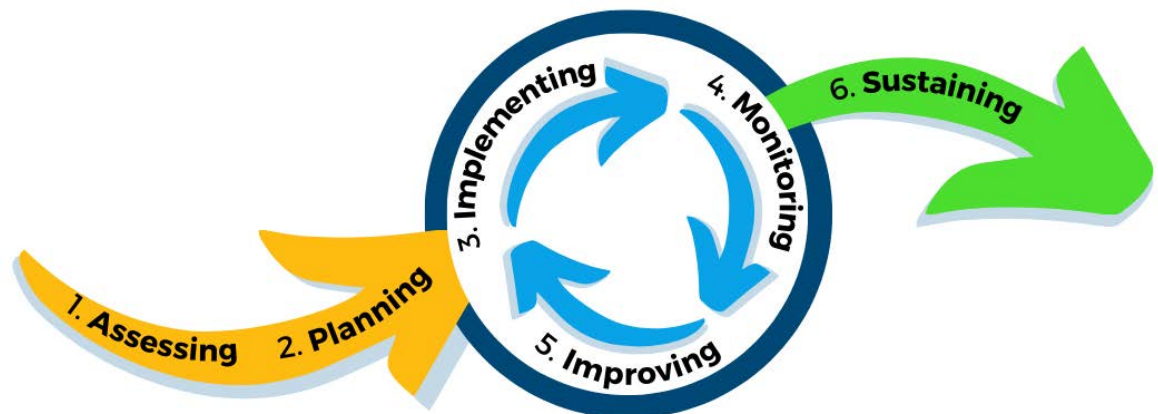 1. Assessing
2. Planning
3. Implementing
4. Monitoring
5. Improving
6. Sustaining